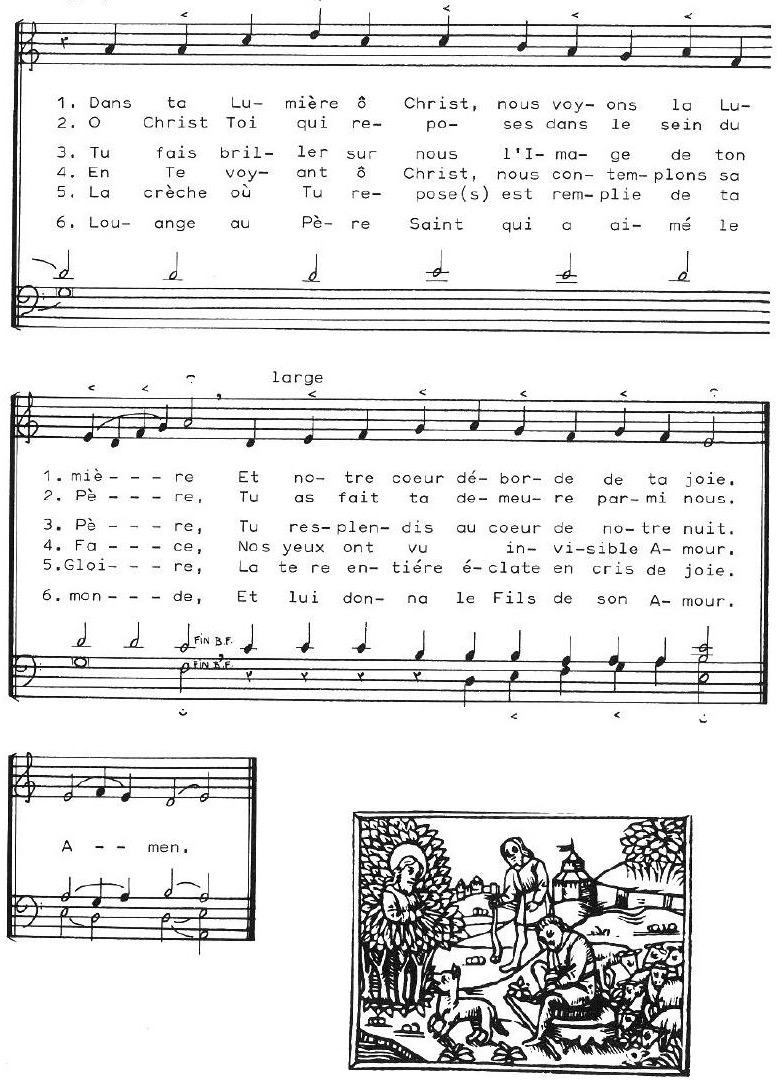 1. Dans ta Lu- mière ô Christ, nous voy- ons la Lu-
2. O Christ Toi qui re- po- ses dans le sein du
3. Tu fais bril- ler sur nous l'I- ma- ge de ton
4. En Te voy- ant ô Christ, nous con- tem- plons sa
5. La crèche où Tu re- pose(s) est rem- plie de ta
6. Lou- ange au Pè- re Saint qui a ai- mé le
large
1. miè - - - re Et no- tre coeur dé- bor- de de ta joie.
2. Pè - - - re, Tu as fait ta de- meu- re par- mi nous.
3. Pè - - - re, Tu res- plen- dis au coeur de no- tre nuit.
4. Fa - - - ce, Nos yeux ont vu in- vi- sible A- mour.
5. Gloi- - - re, La te re en- tiére é- clate en cris de joie.
6. mon - - - de, Et lui don- na le Fils de son A- mour.
FIN B.F.
FIN B.F.
A - - men.